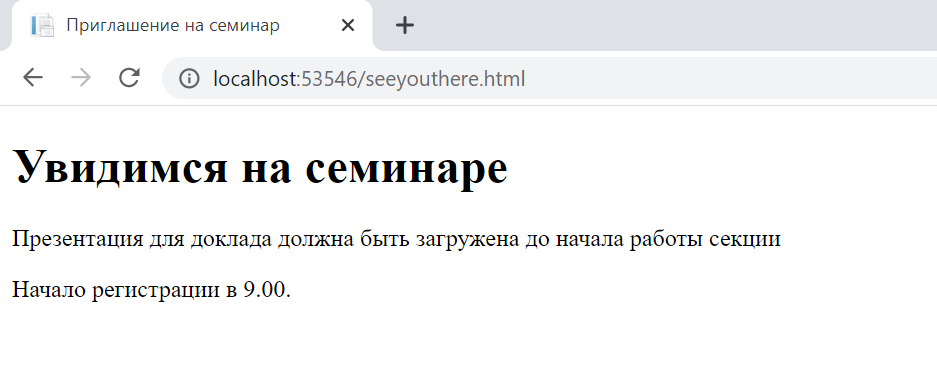 Приглашение на семинар
localhost:53546/seeyouthere.html
Увидимся на семинаре
Презентация для доклада должна быть загружена до начала работы секции
Начало регистрации в 9.00.